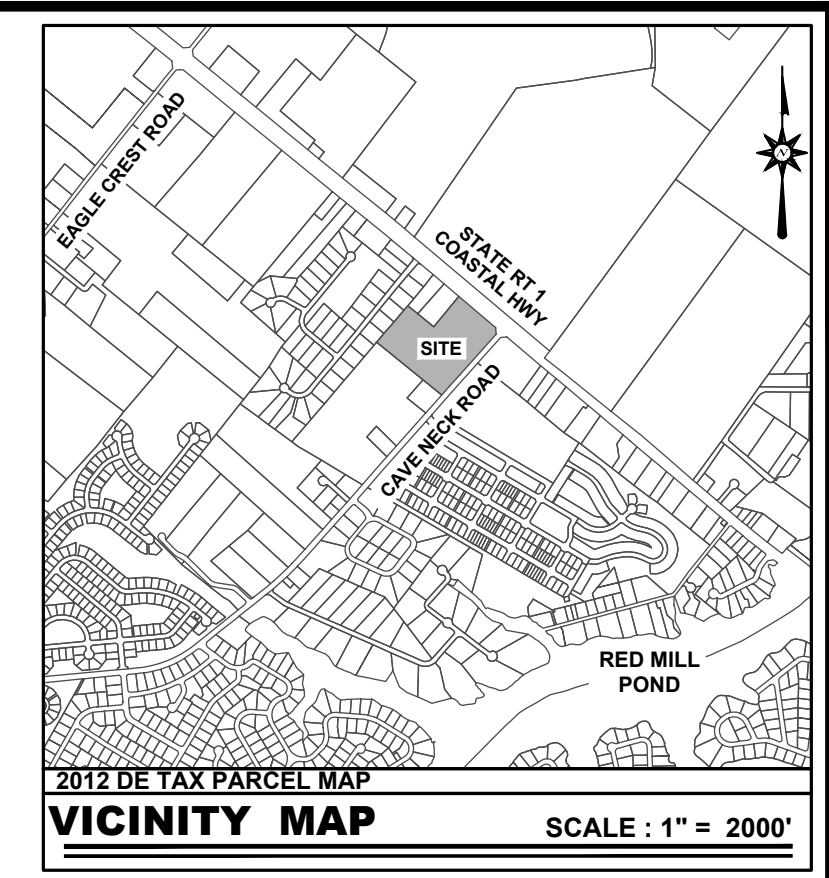 EAGLE CREST ROAD
N
STATE RT 1
COASTAL HWY
SITE
CAVE NECK ROAD
RED MILL
POND
2012 DE TAX PARCEL MAP
VICINITY MAP
SCALE : 1" = 2000'